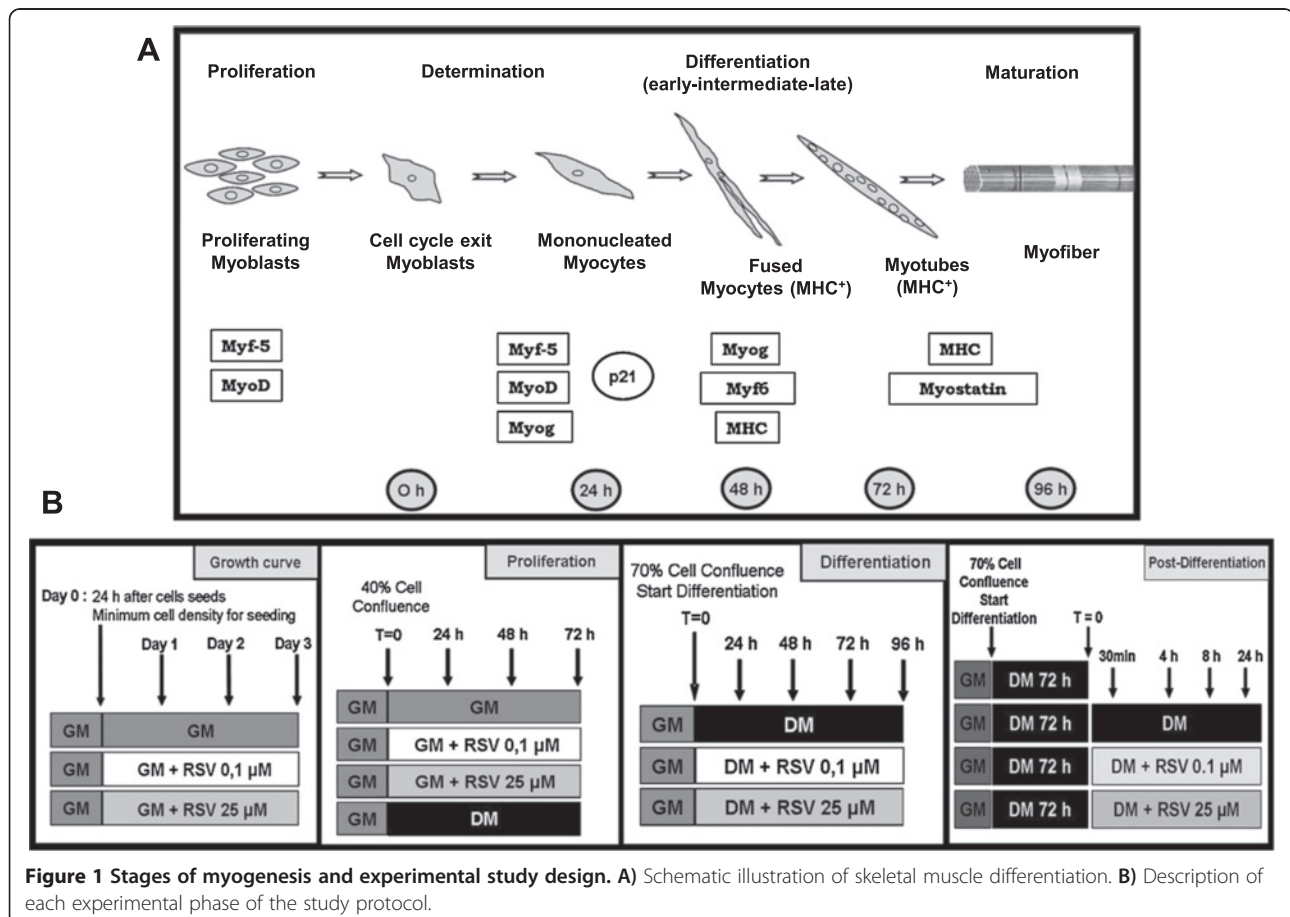 A
Proliferation
Determination
Differentiation
(early-intermediate-late)
Maturation
Proliferating
Myoblasts
Cell cycle exit
Myoblasts
Mononucleated
Myocytes
Fused
Myocytes (MHC⁺)
Myotubes
(MHC⁺)
Myofiber
Myf-5
MyoD
Myf-5
MyoD
Myog
p21
Myog
Myf6
MHC
MHC
Myostatin
O h
24 h
48 h
72 h
96 h
B
Growth curve
Day 0 : 24 h after cells seeds
Minimum cell density for seeding
Day 1
Day 2
Day 3
GM
GM
GM
GM + RSV 0,1 µM
GM
GM + RSV 25 µM
Proliferation
40% Cell
Confluence
T=0
24 h
48 h
72 h
GM
GM
GM
GM + RSV 0,1 µM
GM
GM + RSV 25 µM
GM
DM
Differentiation
70% Cell Confluence
Start Differentiation
T=0
24 h
48 h
72 h
96 h
GM
DM
GM
DM + RSV 0,1 µM
GM
DM + RSV 25 µM
Post-Differentiation
70% Cell
Confluence
Start
Differentiation
T = 0
30min
4 h
8 h
24 h
GM
DM 72 h
GM
DM 72 h
DM
GM
DM 72 h
DM + RSV 0.1 µM
GM
DM 72 h
DM + RSV 25 µM
Figure 1 Stages of myogenesis and experimental study design. A) Schematic illustration of skeletal muscle differentiation. B) Description of
each experimental phase of the study protocol.